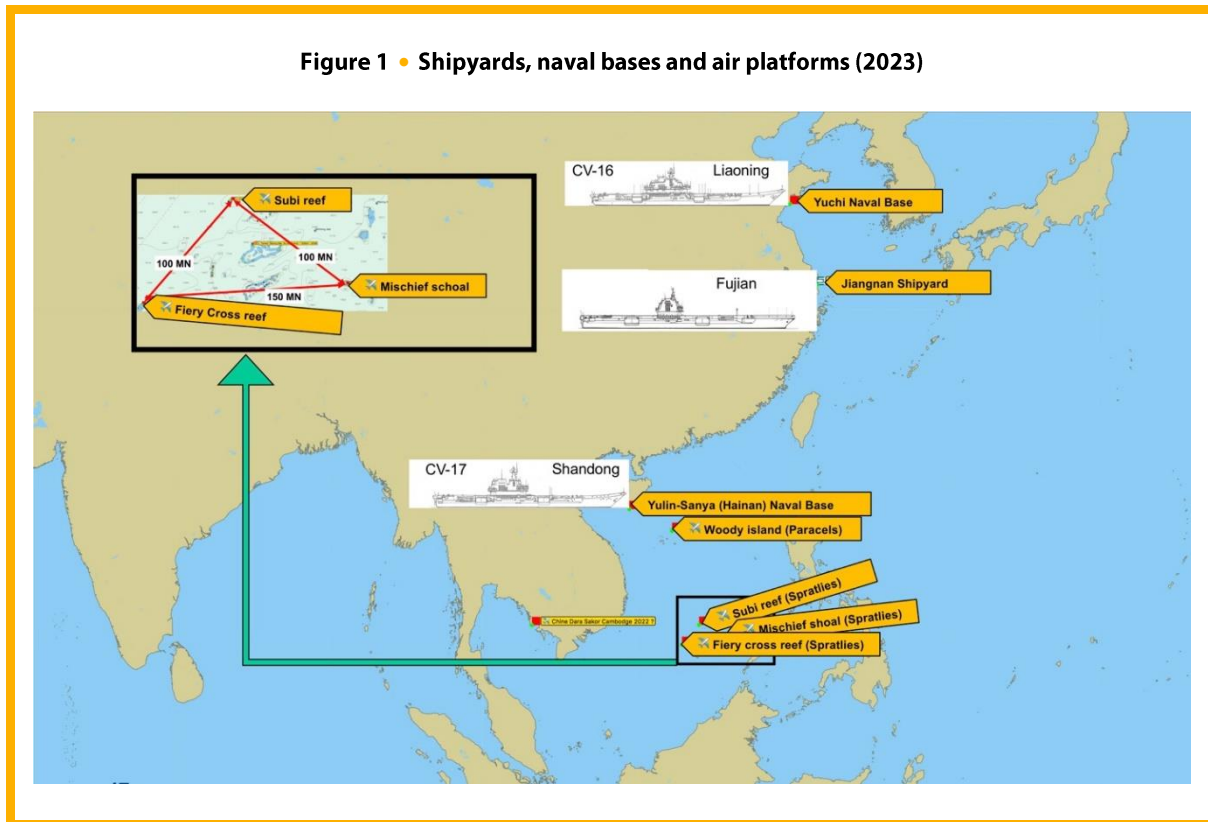 Figure 1 • Shipyards, naval bases and air platforms (2023)
CV-16 Liaoning
Yuchi Naval Base
Subi reef
100 MN
100 MN
Mischief schoal
150 MN
Fiery Cross reef
Fujian
Jiangnan Shipyard
CV-17 Shandong
Yulin-Sanya (Hainan) Naval Base
Woody island (Paracels)
Subi reef (Spratlies)
Mischief shoal (Spratlies)
Fiery cross reef (Spratlies)
Chine Dara Sakor Cambodge 2022 ?